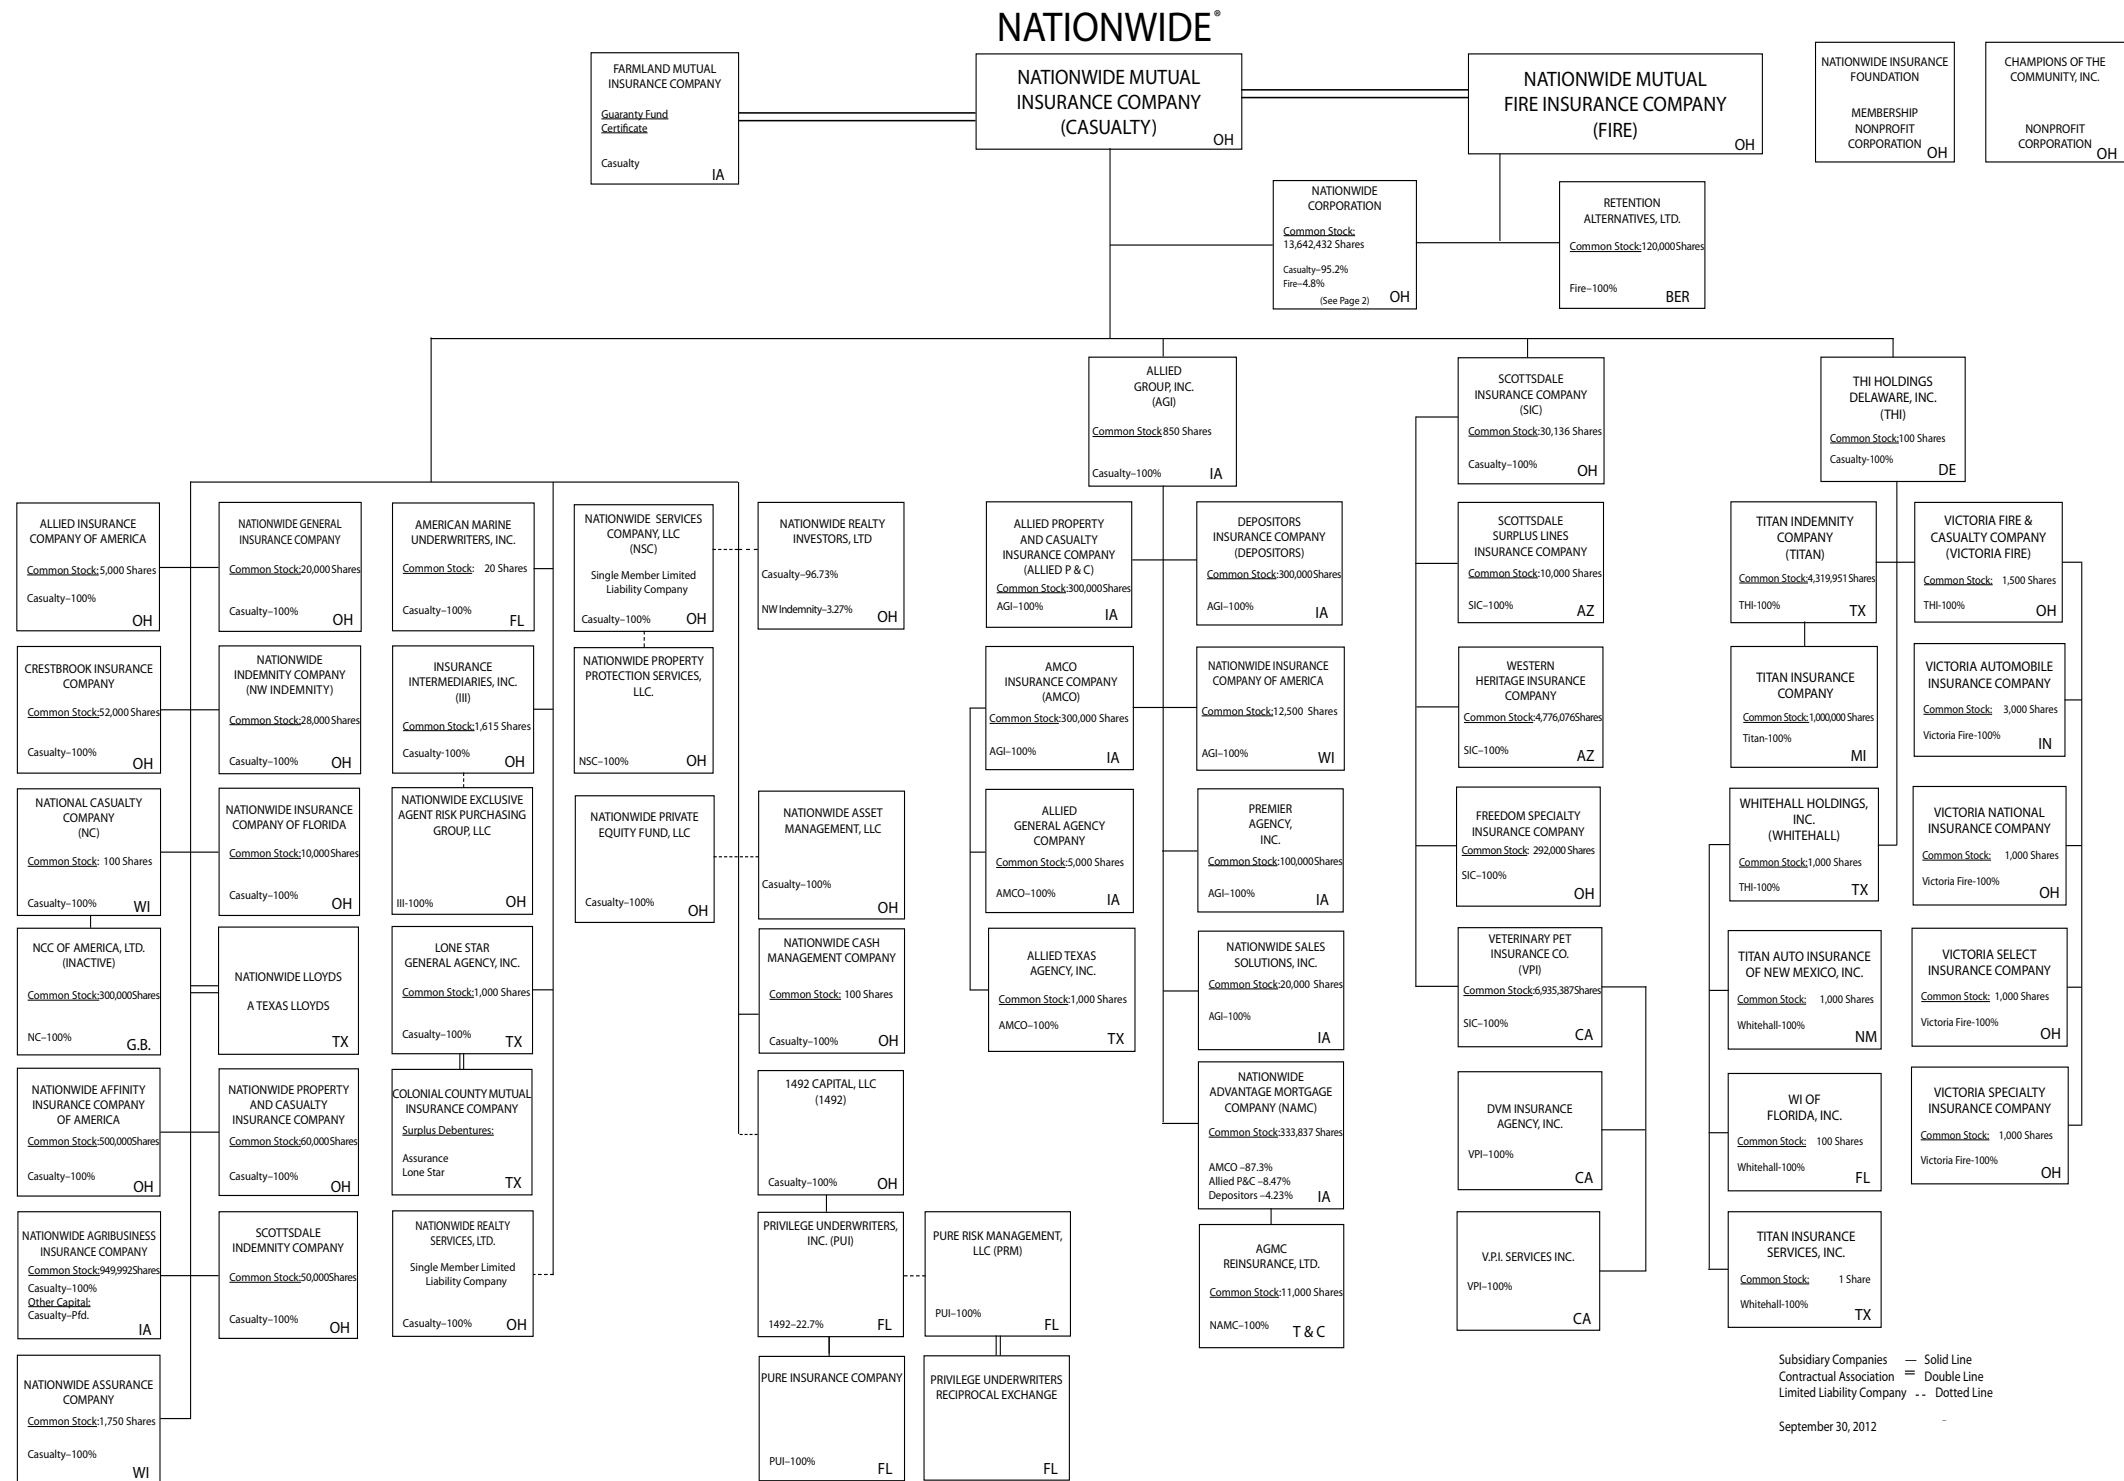 NATIONWIDE®
FARMLAND MUTUAL
INSURANCE COMPANY
Guaranty Fund
Certificate
Casualty
IA
NATIONWIDE MUTUAL
INSURANCE COMPANY
(CASUALTY)
OH
NATIONWIDE MUTUAL
FIRE INSURANCE COMPANY
(FIRE)
OH
NATIONWIDE INSURANCE
FOUNDATION
MEMBERSHIP
NONPROFIT
CORPORATION
OH
CHAMPIONS OF THE
COMMUNITY, INC.
NONPROFIT
CORPORATION
OH
NATIONWIDE
CORPORATION
Common Stock:
13,642,432 Shares
Casualty–95.2%
Fire–4.8%
(See Page 2)
OH
RETENTION
ALTERNATIVES, LTD.
Common Stock:120,000Shares
Fire–100%
BER
ALLIED
GROUP, INC.
(AGI)
Common Stock 850 Shares
Casualty–100%
IA
SCOTTSDALE
INSURANCE COMPANY
(SIC)
Common Stock:30,136 Shares
Casualty–100%
OH
THI HOLDINGS
DELAWARE, INC.
(THI)
Common Stock:100 Shares
Casualty-100%
DE
ALLIED INSURANCE
COMPANY OF AMERICA
Common Stock:5,000 Shares
Casualty–100%
OH
NATIONWIDE GENERAL
INSURANCE COMPANY
Common Stock:20,000Shares
Casualty–100%
OH
AMERICAN MARINE
UNDERWRITERS, INC.
Common Stock: 20 Shares
Casualty–100%
FL
NATIONWIDE SERVICES
COMPANY, LLC
(NSC)
Single Member Limited
Liability Company
Casualty–100%
OH
NATIONWIDE REALTY
INVESTORS, LTD
Casualty–96.73%
NW Indemnity–3.27%
OH
ALLIED PROPERTY
AND CASUALTY
INSURANCE COMPANY
(ALLIED P & C)
Common Stock:300,000Shares
AGI–100%
IA
DEPOSITORS
INSURANCE COMPANY
(DEPOSITORS)
Common Stock:300,000Shares
AGI–100%
IA
SCOTTSDALE
SURPLUS LINES
INSURANCE COMPANY
Common Stock:10,000 Shares
SIC–100%
AZ
TITAN INDEMNITY
COMPANY
(TITAN)
Common Stock:4,319,951Shares
THI-100%
TX
VICTORIA FIRE &
CASUALTY COMPANY
(VICTORIA FIRE)
Common Stock: 1,500 Shares
THI-100%
OH
CRESTBROOK INSURANCE
COMPANY
Common Stock:52,000Shares
Casualty–100%
OH
NATIONWIDE
INDEMNITY COMPANY
(NW INDEMNITY)
Common Stock:28,000Shares
Casualty–100%
OH
INSURANCE
INTERMEDIARIES, INC.
(III)
Common Stock:1,615 Shares
Casualty-100%
OH
NATIONWIDE PROPERTY
PROTECTION SERVICES,
LLC.
NSC–100%
OH
AMCO
INSURANCE COMPANY
(AMCO)
Common Stock:300,000 Shares
AGI–100%
IA
NATIONWIDE INSURANCE
COMPANY OF AMERICA
Common Stock:12,500 Shares
AGI–100%
WI
WESTERN
HERITAGE INSURANCE
COMPANY
Common Stock:4,776,076Shares
SIC–100%
AZ
TITAN INSURANCE
COMPANY
Common Stock:1,000,000 Shares
Titan-100%
MI
VICTORIA AUTOMOBILE
INSURANCE COMPANY
Common Stock: 3,000 Shares
Victoria Fire-100%
IN
NATIONAL CASUALTY
COMPANY
(NC)
Common Stock: 100 Shares
Casualty–100%
WI
NATIONWIDE INSURANCE
COMPANY OF FLORIDA
Common Stock:10,000Shares
Casualty–100%
OH
NATIONWIDE EXCLUSIVE
AGENT RISK PURCHASING
GROUP, LLC
III-100%
OH
NATIONWIDE PRIVATE
EQUITY FUND, LLC
Casualty–100%
OH
NATIONWIDE ASSET
MANAGEMENT, LLC
Casualty–100%
OH
ALLIED
GENERAL AGENCY
COMPANY
Common Stock:5,000 Shares
AMCO–100%
IA
PREMIER
AGENCY,
INC.
Common Stock:100,000Shares
AGI–100%
IA
FREEDOM SPECIALTY
INSURANCE COMPANY
Common Stock: 292,000 Shares
SIC–100%
OH
WHITEHALL HOLDINGS,
INC.
(WHITEHALL)
Common Stock:1,000 Shares
THI-100%
TX
VICTORIA NATIONAL
INSURANCE COMPANY
Common Stock: 1,000 Shares
Victoria Fire-100%
OH
NCC OF AMERICA, LTD.
(INACTIVE)
Common Stock:300,000Shares
NC–100%
G.B.
NATIONWIDE LLOYDS
A TEXAS LLOYDS
TX
LONE STAR
GENERAL AGENCY, INC.
Common Stock:1,000 Shares
Casualty–100%
TX
NATIONWIDE CASH
MANAGEMENT COMPANY
Common Stock: 100 Shares
Casualty–100%
OH
ALLIED TEXAS
AGENCY, INC.
Common Stock:1,000 Shares
AMCO–100%
TX
NATIONWIDE SALES
SOLUTIONS, INC.
Common Stock:20,000 Shares
AGI–100%
IA
VETERINARY PET
INSURANCE CO.
(VPI)
Common Stock:6,935,387Shares
SIC–100%
CA
TITAN AUTO INSURANCE
OF NEW MEXICO, INC.
Common Stock: 1,000 Shares
Whitehall-100%
NM
VICTORIA SELECT
INSURANCE COMPANY
Common Stock: 1,000 Shares
Victoria Fire-100%
OH
NATIONWIDE AFFINITY
INSURANCE COMPANY
OF AMERICA
Common Stock:500,000Shares
Casualty–100%
OH
NATIONWIDE PROPERTY
AND CASUALTY
INSURANCE COMPANY
Common Stock:60,000Shares
Casualty–100%
OH
COLONIAL COUNTY MUTUAL
INSURANCE COMPANY
Surplus Debentures:
Assurance
Lone Star
TX
1492 CAPITAL, LLC
(1492)
Casualty–100%
OH
NATIONWIDE
ADVANTAGE MORTGAGE
COMPANY (NAMC)
Common Stock:333,837 Shares
AMCO –87.3%
Allied P&C –8.47%
Depositors –4.23%
IA
DVM INSURANCE
AGENCY, INC.
VPI–100%
CA
WI OF
FLORIDA, INC.
Common Stock: 100 Shares
Whitehall-100%
FL
VICTORIA SPECIALTY
INSURANCE COMPANY
Common Stock: 1,000 Shares
Victoria Fire-100%
OH
NATIONWIDE AGRIBUSINESS
INSURANCE COMPANY
Common Stock:949,992Shares
Casualty–100%
Other Capital:
Casualty–Pfd.
IA
SCOTTSDALE
INDEMNITY COMPANY
Common Stock:50,000Shares
Casualty–100%
OH
NATIONWIDE REALTY
SERVICES, LTD.
Single Member Limited
Liability Company
Casualty–100%
OH
PRIVILEGE UNDERWRITERS,
INC. (PUI)
1492–22.7%
FL
PURE RISK MANAGEMENT,
LLC (PRM)
PUI–100%
FL
AGMC
REINSURANCE, LTD.
Common Stock:11,000 Shares
NAMC–100%
T & C
V.P.I. SERVICES INC.
VPI–100%
CA
TITAN INSURANCE
SERVICES, INC.
Common Stock: 1 Share
Whitehall-100%
TX
NATIONWIDE ASSURANCE
COMPANY
Common Stock:1,750 Shares
Casualty–100%
WI
PURE INSURANCE COMPANY
PUI–100%
FL
PRIVILEGE UNDERWRITERS
RECIPROCAL EXCHANGE
FL
Subsidiary Companies — Solid Line
Contractual Association = Double Line
Limited Liability Company -- Dotted Line
September 30, 2012